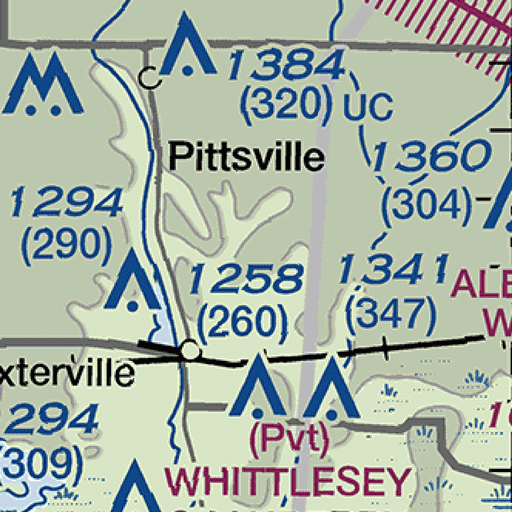 1384
(320) UC
Pittsville
1360
(304)
1294
(290)
1258
(260)
1341
(347)
ALE
W
xterville
294
(309)
(Pvt)
WHITTLESEY